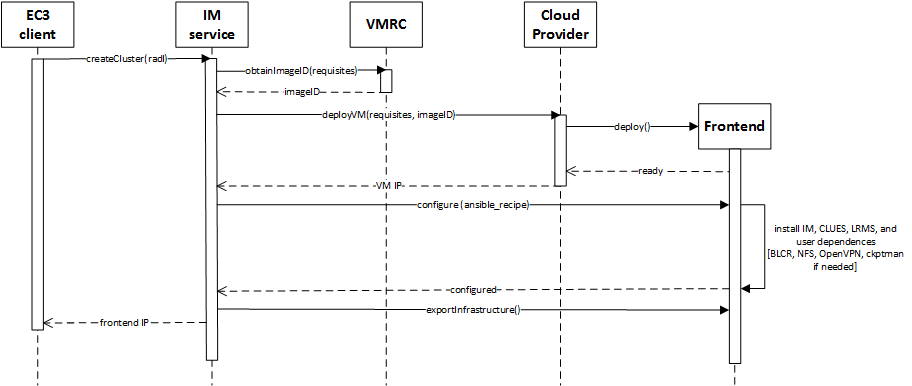 EC3
client
IM
service
VMRC
Cloud
Provider
createCluster(radl)
obtainImageID(requisites)
imageID
deployVM(requisites, imageID)
deploy()
Frontend
ready
VM IP
configure (ansible_recipe)
install IM, CLUES, LRMS, and
user dependences
[BLCR, NFS, OpenVPN, ckptman
if needed]
configured
exportInfrastructure()
frontend IP